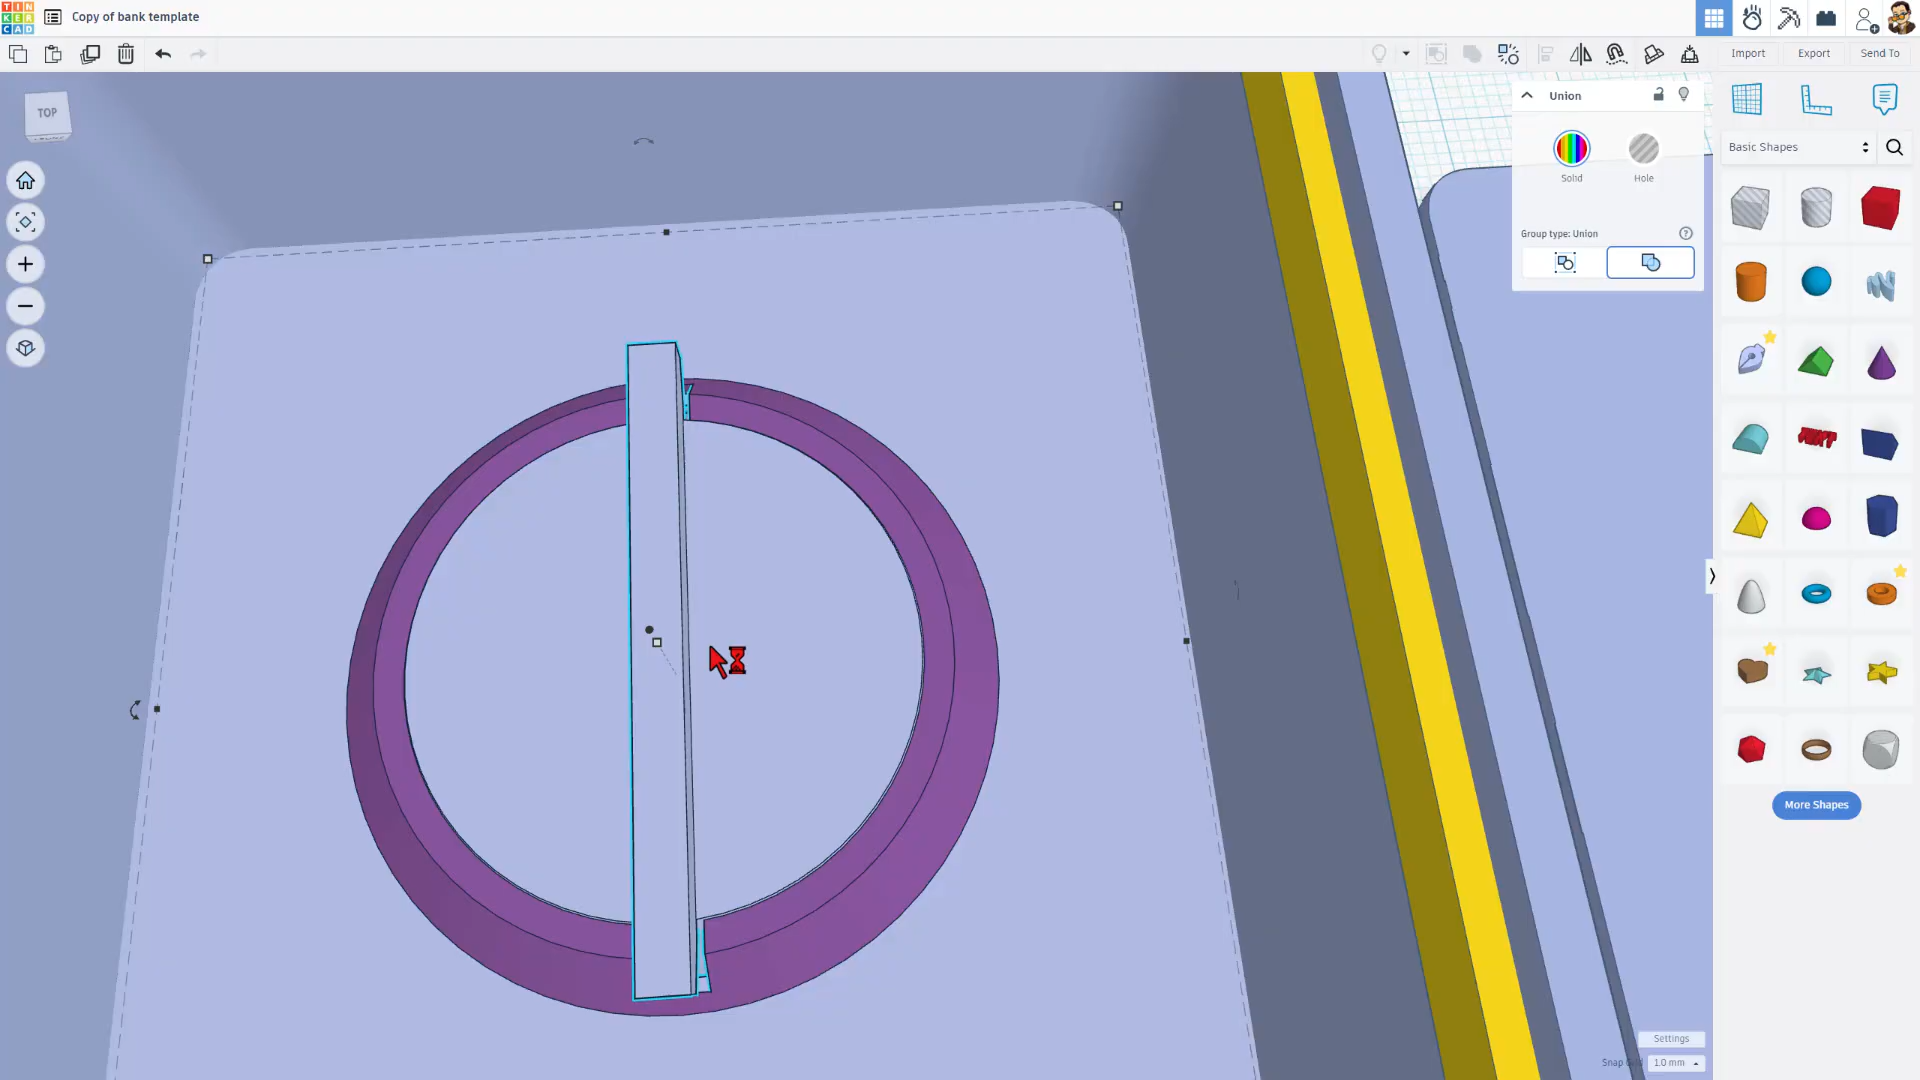 TIN
KER
CAD
Copy of bank template
Import
Export
Send To
TOP
Union
Solid
Hole
Group type: Union
Basic Shapes
More Shapes
Settings
Snap
1.0 mm